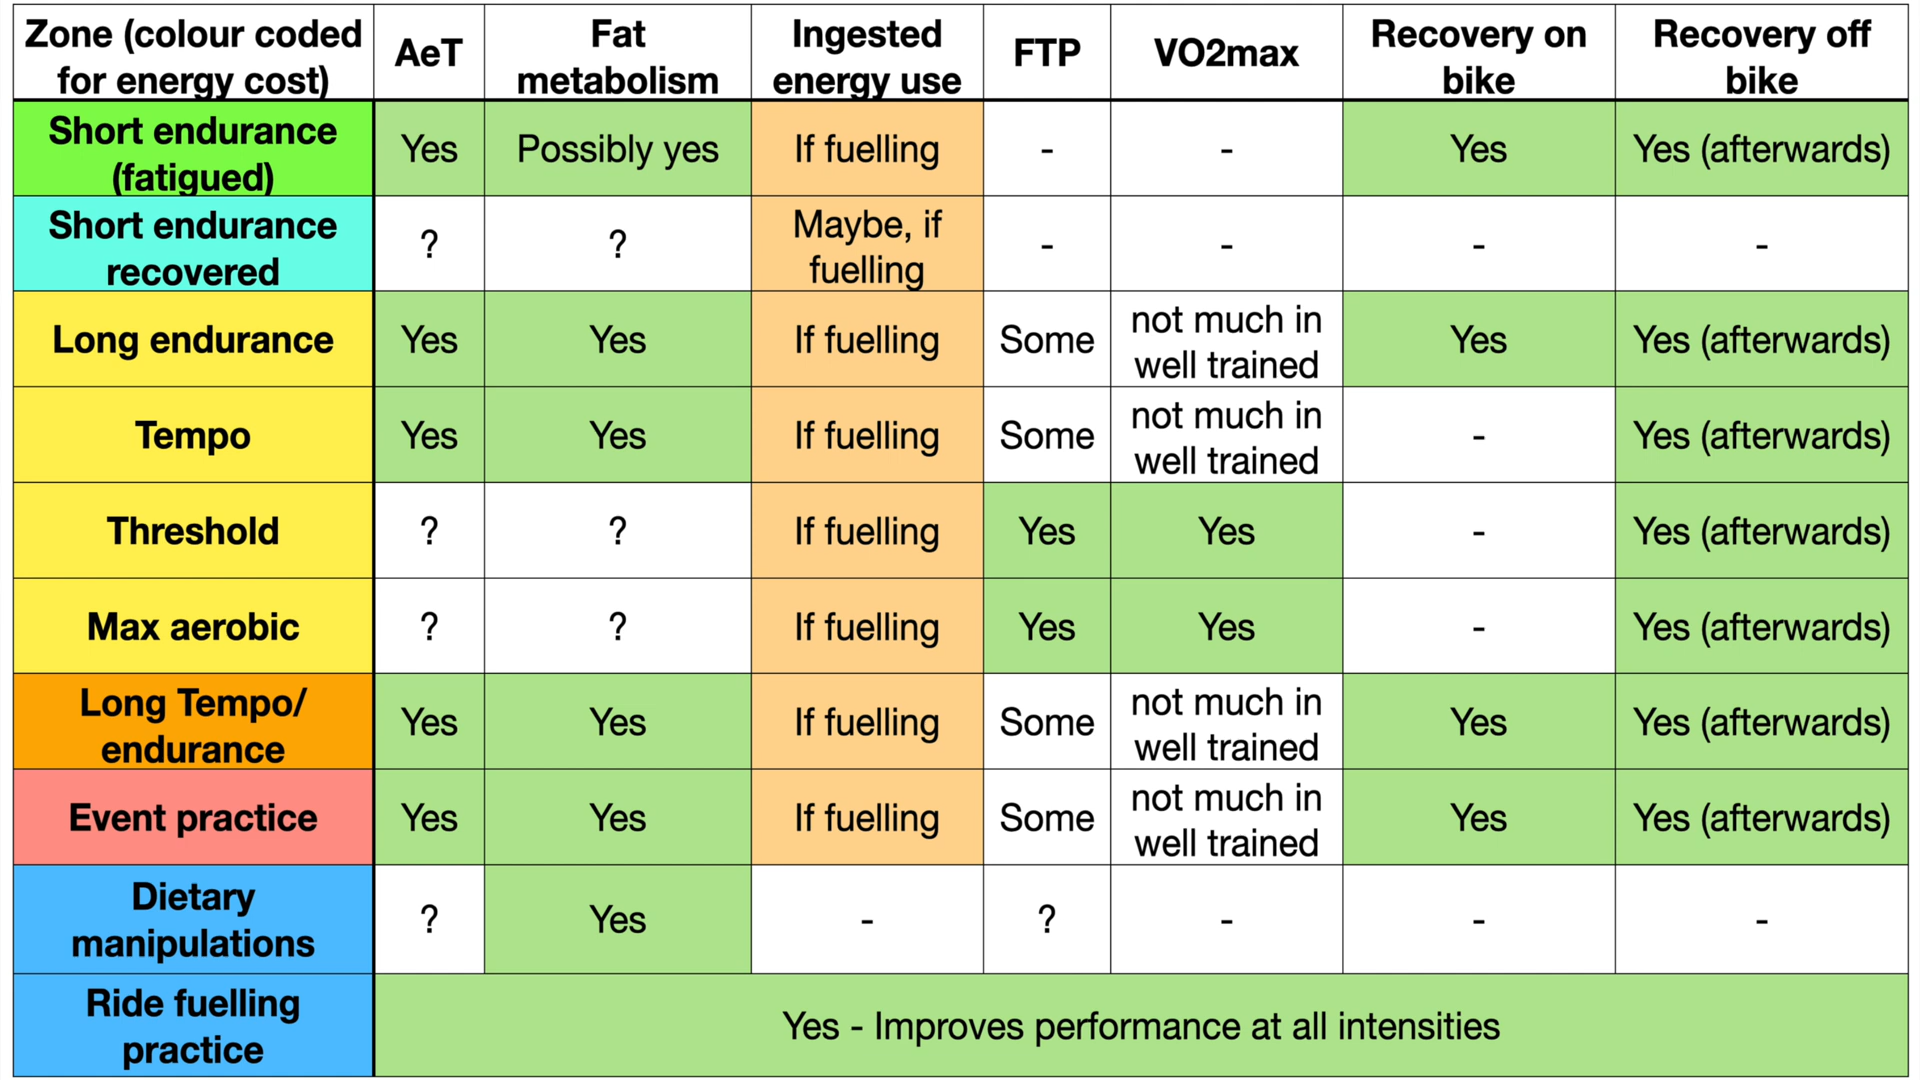 Zone (colour coded for energy cost) AeT Fat metabolism Ingested energy use FTP VO2max Recovery on bike Recovery off bike
Short endurance (fatigued) Yes Possibly yes If fuelling - - Yes Yes (afterwards)
Short endurance recovered ? ? Maybe, if fuelling - - - -
Long endurance Yes Yes If fuelling Some not much in well trained Yes Yes (afterwards)
Tempo Yes Yes If fuelling Some not much in well trained - Yes (afterwards)
Threshold ? ? If fuelling Yes Yes - Yes (afterwards)
Max aerobic ? ? If fuelling Yes Yes - Yes (afterwards)
Long Tempo/ endurance Yes Yes If fuelling Some not much in well trained Yes Yes (afterwards)
Event practice Yes Yes If fuelling Some not much in well trained Yes Yes (afterwards)
Dietary manipulations ? Yes - ? - - -
Ride fuelling practice Yes - Improves performance at all intensities